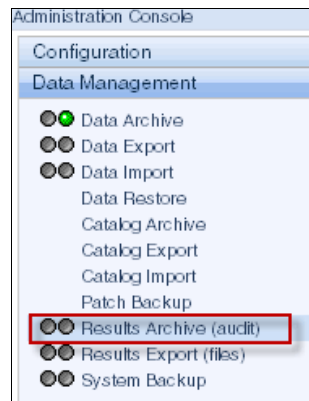 Administration Console
Configuration
Data Management
Data Archive
Data Export
Data Import
Data Restore
Catalog Archive
Catalog Export
Catalog Import
Patch Backup
Results Archive (audit)
Results Export (files)
System Backup